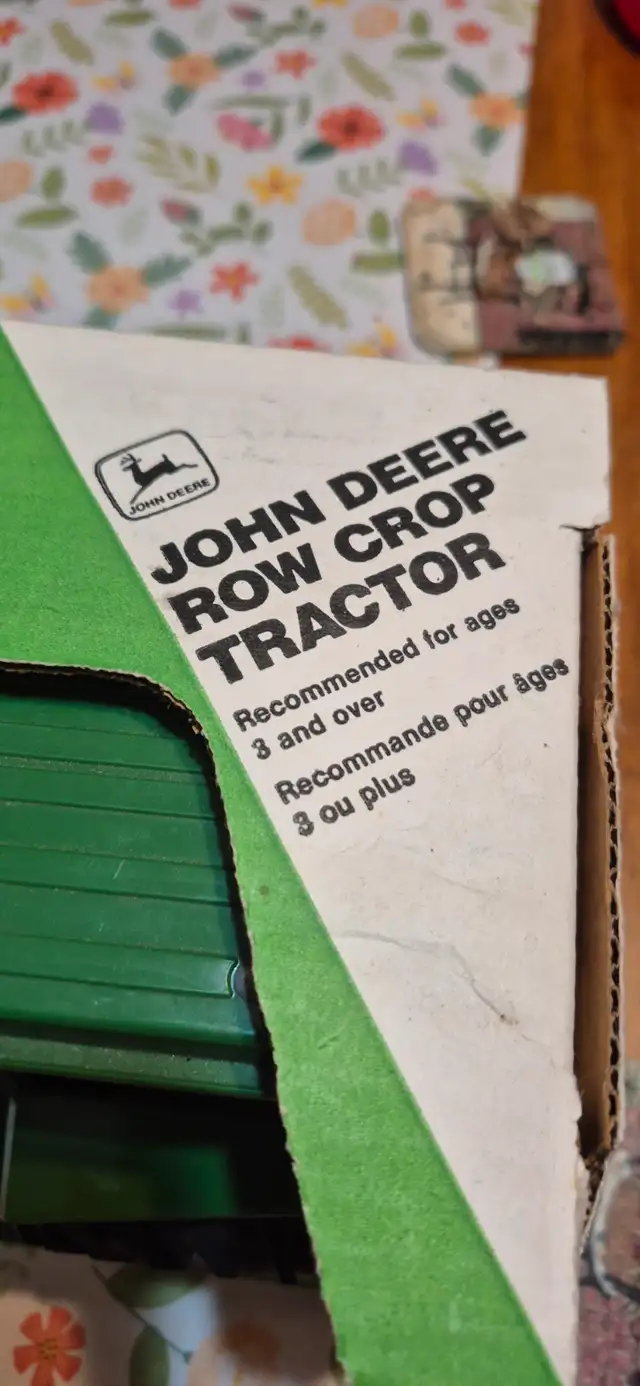 JOHN DEERE
JOHN DEERE
ROW CROP
TRACTOR
Recommended for ages
3 and over
Recommande pour âges
3 ou plus